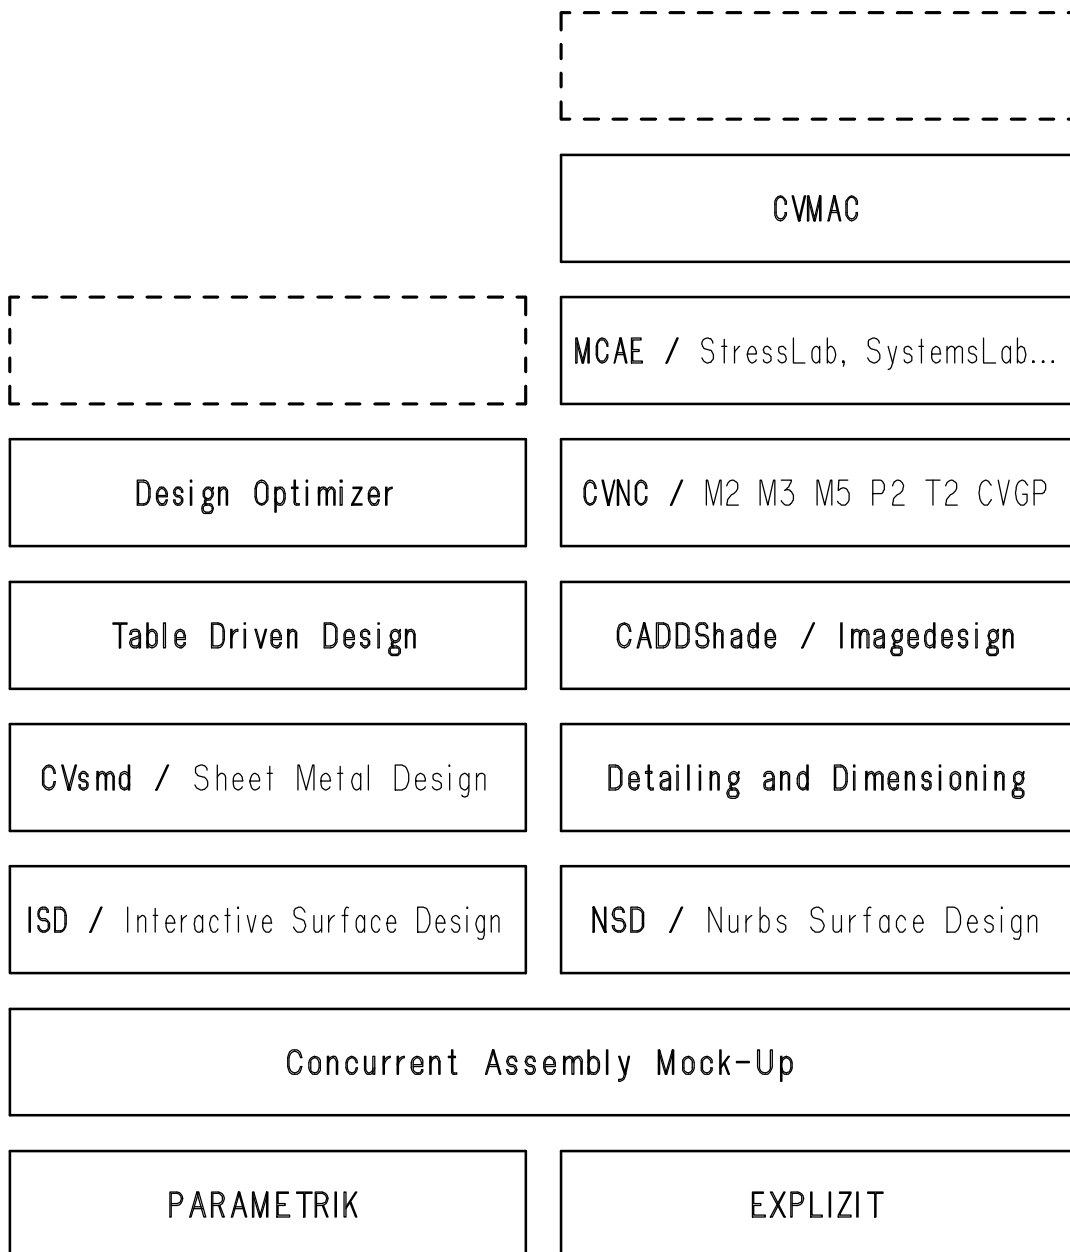 CVMAC
MCAE / StressLab, SystemsLab...
Design Optimizer
CVNC / M2 M3 M5 P2 T2 CVGP
Table Driven Design
CADDShade / Imagedesign
CVsmd / Sheet Metal Design
Detailing and Dimensioning
ISD / Interactive Surface Design
NSD / Nurbs Surface Design
Concurrent Assembly Mock-Up
PARAMETRIK
EXPLIZIT